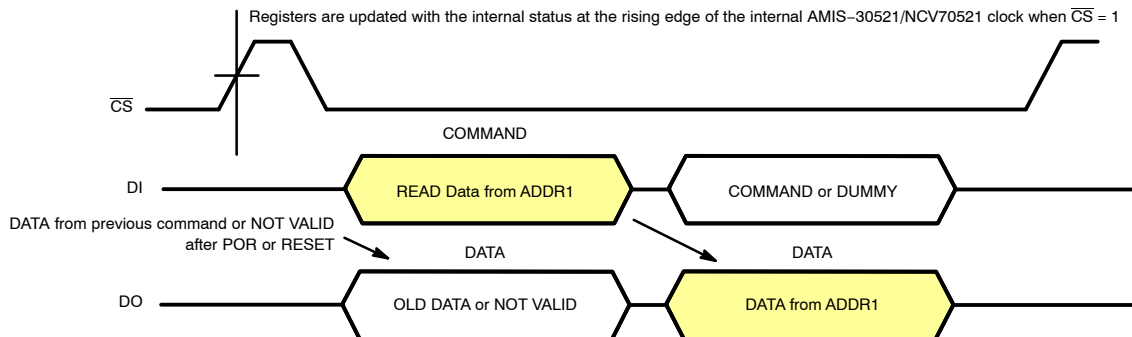 Registers are updated with the internal status at the rising edge of the internal AMIS−30521/NCV70521 clock when C̅S̅ = 1
C̅S̅
COMMAND
DI
READ Data from ADDR1
COMMAND or DUMMY
DATA from previous command or NOT VALID
after POR or RESET
DATA
DATA
DO
OLD DATA or NOT VALID
DATA from ADDR1